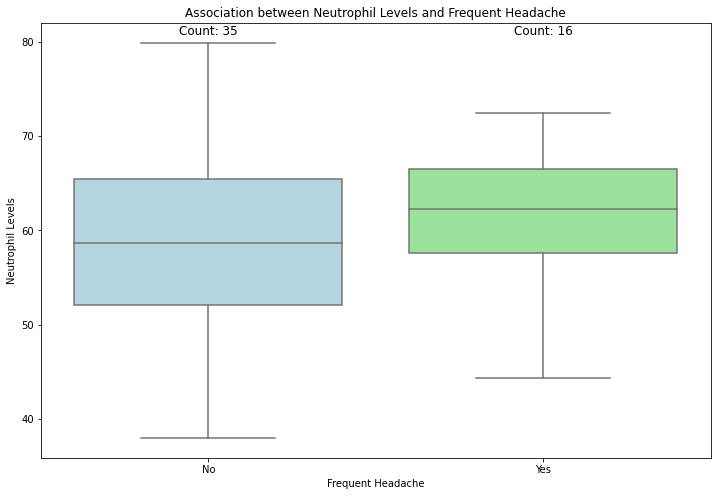 Association between Neutrophil Levels and Frequent Headache
Count: 35
Count: 16
80
70
60
50
40
Neutrophil Levels
No
Yes
Frequent Headache